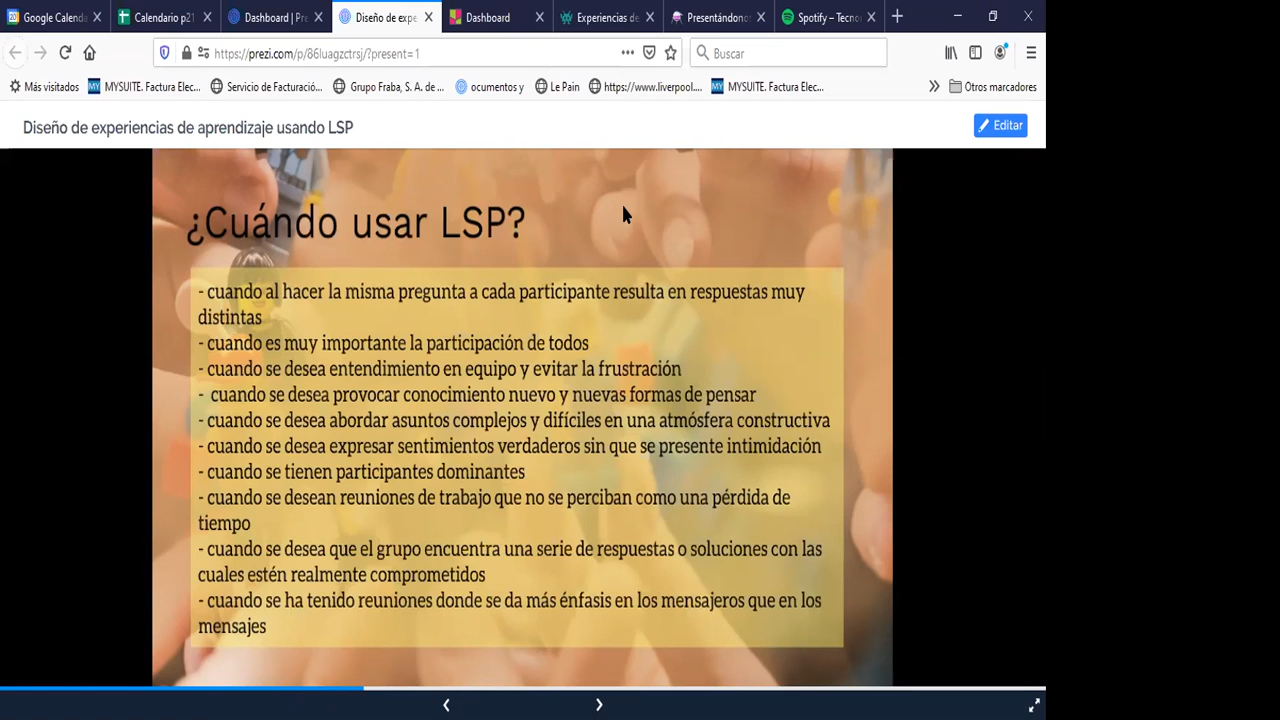 Google Calenda
Calendario p21
Dashboard | Pre
Diseño de expe
Dashboard
Experiencias de
Presentándono
Spotify – Tecno
https://prezi.com/p/86luagzctrsj/?present=1
Buscar
Más visitados
MYSUITE. Factura Elec...
Servicio de Facturació...
Grupo Fraba, S. A. de ...
ocumentos y
Le Pain
https://www.liverpool....
MYSUITE. Factura Elec...
Otros marcadores
Diseño de experiencias de aprendizaje usando LSP
Editar
¿Cuándo usar LSP?
- cuando al hacer la misma pregunta a cada participante resulta en respuestas muy
distintas
- cuando es muy importante la participación de todos
- cuando se desea entendimiento en equipo y evitar la frustración
- cuando se desea provocar conocimiento nuevo y nuevas formas de pensar
- cuando se desea abordar asuntos complejos y difíciles en una atmósfera constructiva
- cuando se desea expresar sentimientos verdaderos sin que se presente intimidación
- cuando se tienen participantes dominantes
- cuando se desean reuniones de trabajo que no se perciban como una pérdida de
tiempo
- cuando se desea que el grupo encuentra una serie de respuestas o soluciones con las
cuales estén realmente comprometidos
- cuando se ha tenido reuniones donde se da más énfasis en los mensajeros que en los
mensajes